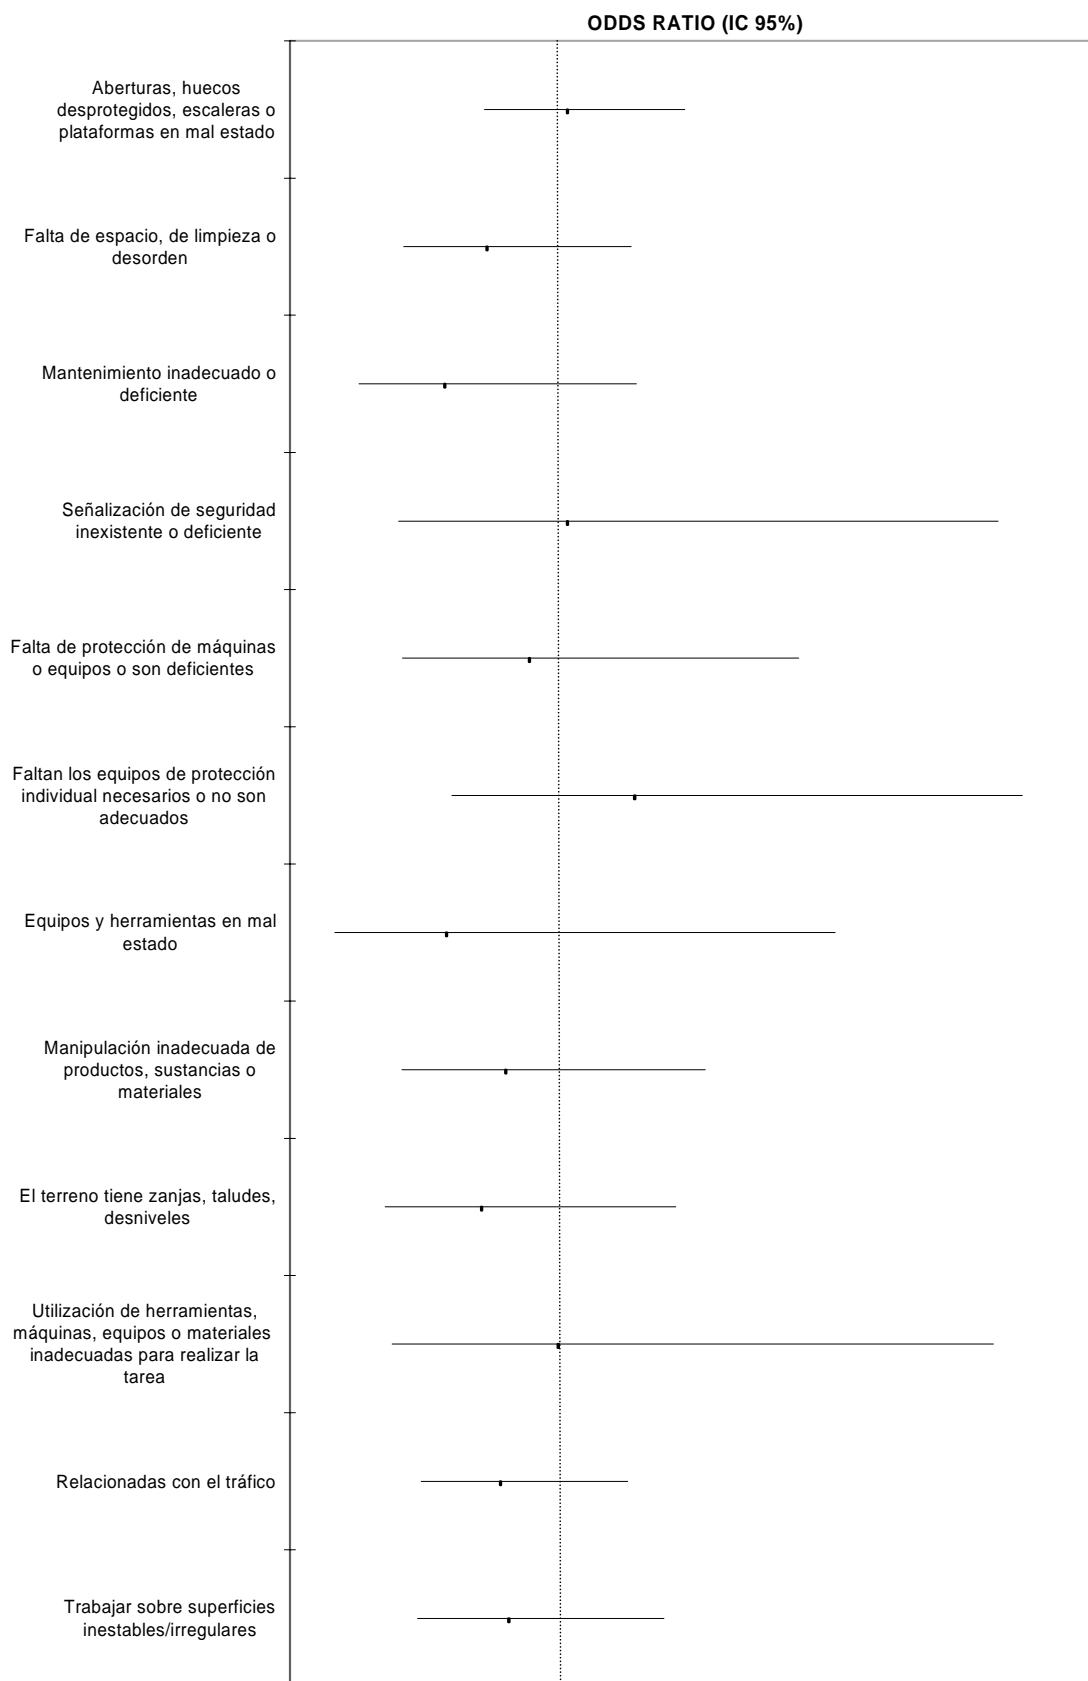 ODDS RATIO (IC 95%)
Aberturas, huecos
desprotegidos, escaleras o
plataformas en mal estado
Falta de espacio, de limpieza o
desorden
Mantenimiento inadecuado o
deficiente
Señalización de seguridad
inexistente o deficiente
Falta de protección de máquinas
o equipos o son deficientes
Faltan los equipos de protección
individual necesarios o no son
adecuados
Equipos y herramientas en mal
estado
Manipulación inadecuada de
productos, sustancias o
materiales
El terreno tiene zanjas, taludes,
desniveles
Utilización de herramientas,
máquinas, equipos o materiales
inadecuadas para realizar la
tarea
Relacionadas con el tráfico
Trabajar sobre superficies
inestables/irregulares